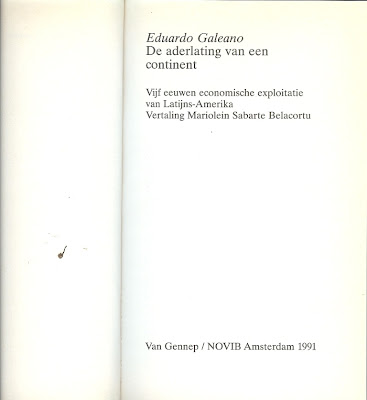 Eduardo Galeano
De aderlating van een
continent
Vijf eeuwen economische exploitatie
van Latijns-Amerika
Vertaling Mariolein Sabarte Belacortu
Van Gennep / NOVIB Amsterdam 1991